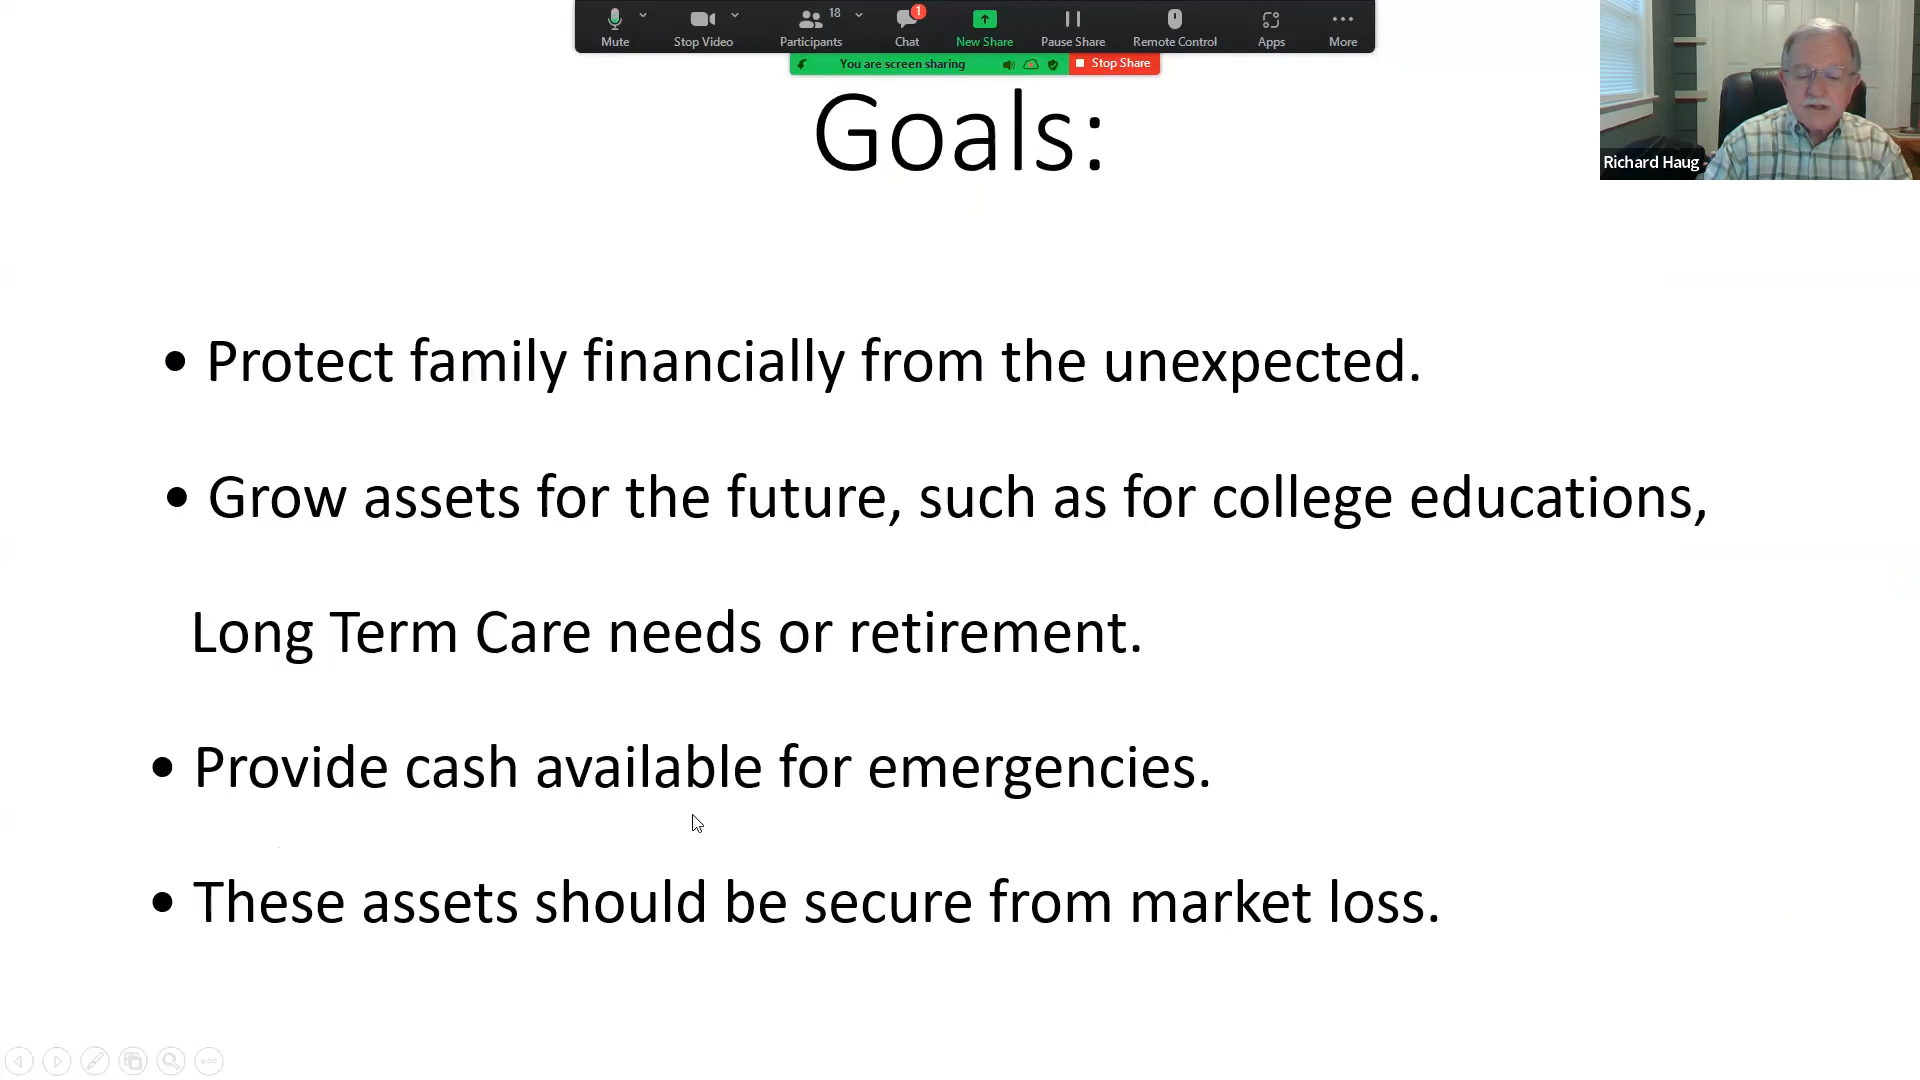 18
1
Mute
Stop Video
Participants
Chat
New Share
Pause Share
Remote Control
Apps
More
You are screen sharing
Stop Share
Richard Haug
Goals:
• Protect family financially from the unexpected.
• Grow assets for the future, such as for college educations,
Long Term Care needs or retirement.
• Provide cash available for emergencies.
• These assets should be secure from market loss.